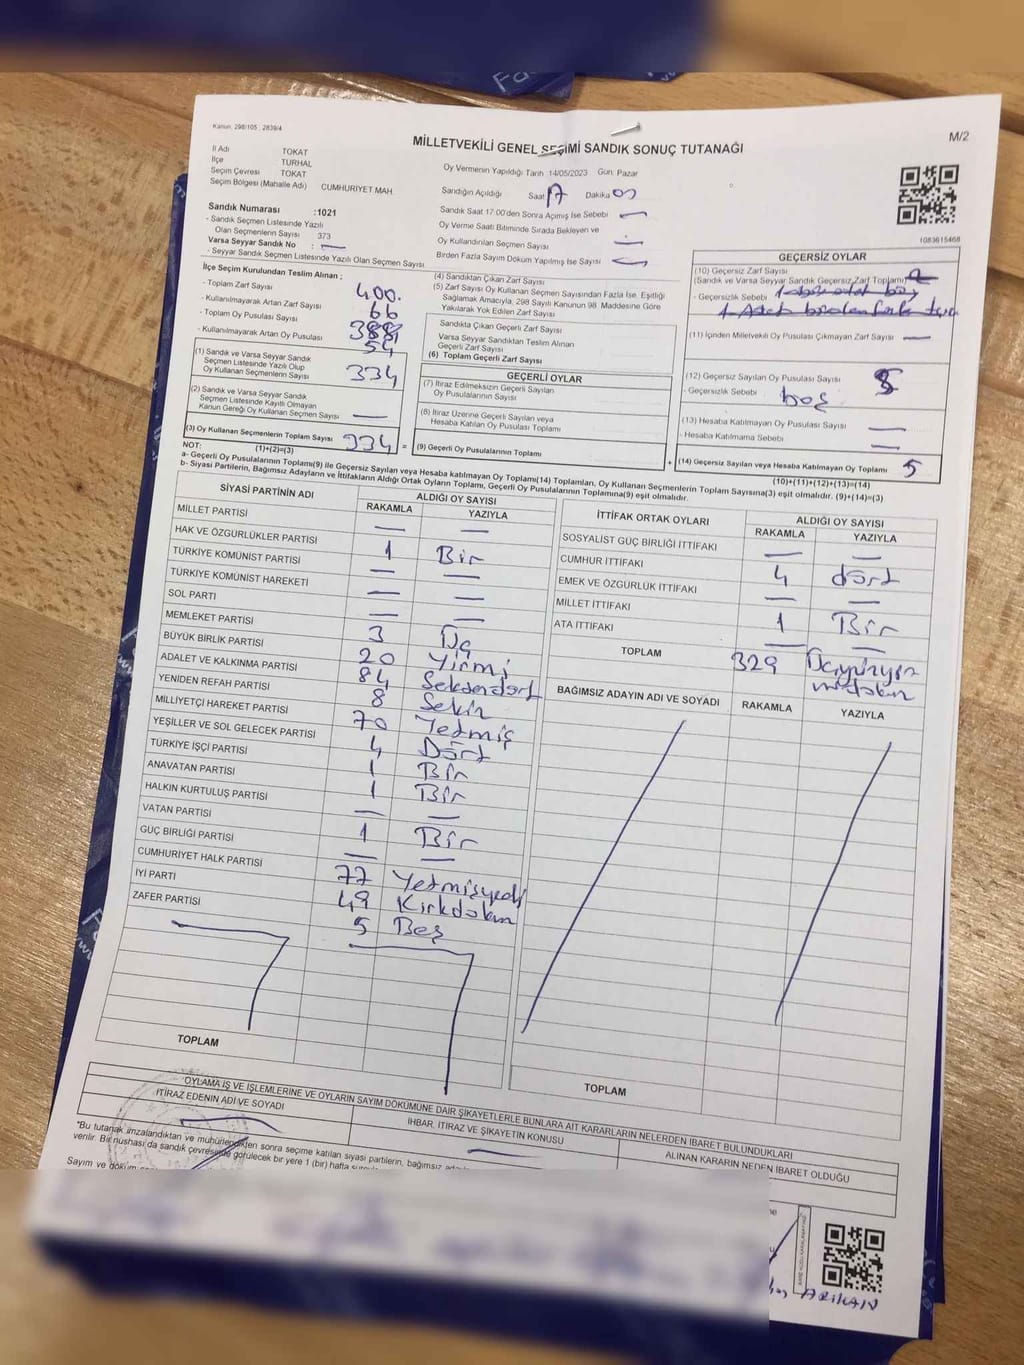 Kanun: 298/105 , 2839/4
MİLLETVEKİLİ GENEL SEÇİMİ SANDIK SONUÇ TUTANAĞI
M/2
İl Adı TOKAT
İlçe TURHAL
Seçim Çevresi TOKAT
Seçim Bölgesi (Mahalle Adı) CUMHURİYET MAH
Oy Vermenin Yapıldığı Tarih 14/05/2023 Gün: Pazar
Sandığın Açıldığı Saat 17 Dakika
Sandık Saat 17:00'den Sonra Açılmış İse Sebebi —
Oy Verme Saati Bitiminde Sırada Bekleyen ve
Oy Kullandırılan Seçmen Sayısı —
Birden Fazla Sayım Döküm Yapılmış İse Sayısı —
Sandık Numarası :1021
- Sandık Seçmen Listesinde Yazılı
Olan Seçmenlerin Sayısı 373
Varsa Seyyar Sandık No : —
- Seyyar Sandık Seçmen Listesinde Yazılı Olan Seçmen Sayısı
1083615468
İlçe Seçim Kurulundan Teslim Alınan ;
- Toplam Zarf Sayısı 400.
- Kullanılmayarak Artan Zarf Sayısı 66
- Toplam Oy Pusulası Sayısı 388
- Kullanılmayarak Artan Oy Pusulası 54
(1) Sandık ve Varsa Seyyar Sandık
Seçmen Listesinde Yazılı Olup
Oy Kullanan Seçmenlerin Sayısı 334
(2) Sandık ve Varsa Seyyar Sandık
Seçmen Listesinde Kayıtlı Olmayan
Kanun Gereği Oy Kullanan Seçmen Sayısı —
(3) Oy Kullanan Seçmenlerin Toplam Sayısı 334 =
(1)+(2)=(3)
(4) Sandıktan Çıkan Zarf Sayısı
(5) Zarf Sayısı Oy Kullanan Seçmen Sayısından Fazla İse, Eşitliği
Sağlamak Amacıyla, 298 Sayılı Kanunun 98. Maddesine Göre
Yakılarak Yok Edilen Zarf Sayısı
Sandıkta Çıkan Geçerli Zarf Sayısı
Varsa Seyyar Sandıktan Teslim Alınan
Geçerli Zarf Sayısı
(6) Toplam Geçerli Zarf Sayısı
GEÇERLİ OYLAR
(7) İtiraz Edilmeksizin Geçerli Sayılan
Oy Pusulalarının Sayısı
(8) İtiraz Üzerine Geçerli Sayılan veya
Hesaba Katılan Oy Pusulası Toplamı
(9) Geçerli Oy Pusulalarının Toplamı +
GEÇERSİZ OYLAR
(10) Geçersiz Zarf Sayısı
(Sandık ve Varsa Seyyar Sandık Geçersiz Zarf Toplamı)
- Geçersizlik Sebebi
(11) İçinden Milletvekili Oy Pusulası Çıkmayan Zarf Sayısı —
(12) Geçersiz Sayılan Oy Pusulası Sayısı 5
- Geçersizlik Sebebi boş
(13) Hesaba Katılmayan Oy Pusulası Sayısı —
- Hesaba Katılmama Sebebi —
(14) Geçersiz Sayılan veya Hesaba Katılmayan Oy Toplamı 5
(10)+(11)+(12)+(13)=(14)
NOT:
a- Geçerli Oy Pusulalarının Toplamı(9) ile Geçersiz Sayılan veya Hesaba Katılmayan Oy Toplamı(14) Toplamları, Oy Kullanan Seçmenlerin Toplam Sayısına(3) eşit olmalıdır. (9)+(14)=(3)
b- Siyasi Partilerin, Bağımsız Adayların ve İttifakların Aldığı Ortak Oyların Toplamı, Geçerli Oy Pusulalarının Toplamına(9) eşit olmalıdır.
SİYASİ PARTİNİN ADI ALDIĞI OY SAYISI
RAKAMLA YAZIYLA
MİLLET PARTİSİ — —
HAK VE ÖZGÜRLÜKLER PARTİSİ 1 Bir
TÜRKİYE KOMÜNİST PARTİSİ — —
TÜRKİYE KOMÜNİST HAREKETİ — —
SOL PARTİ — —
MEMLEKET PARTİSİ 3 Üç
BÜYÜK BİRLİK PARTİSİ 20 Yirmi
ADALET VE KALKINMA PARTİSİ 84 Seksendört
YENİDEN REFAH PARTİSİ 8 Sekiz
MİLLİYETÇİ HAREKET PARTİSİ 70 Yetmiş
YEŞİLLER VE SOL GELECEK PARTİSİ 4 Dört
TÜRKİYE İŞÇİ PARTİSİ 1 Bir
ANAVATAN PARTİSİ 1 Bir
HALKIN KURTULUŞ PARTİSİ — —
VATAN PARTİSİ 1 Bir
GÜÇ BİRLİĞİ PARTİSİ — —
CUMHURİYET HALK PARTİSİ 77 Yetmişyedi
İYİ PARTİ 49 Kırkdokuz
ZAFER PARTİSİ 5 Beş
TOPLAM
İTTİFAK ORTAK OYLARI ALDIĞI OY SAYISI
RAKAMLA YAZIYLA
SOSYALİST GÜÇ BİRLİĞİ İTTİFAKI — —
CUMHUR İTTİFAKI 4 dört
EMEK VE ÖZGÜRLÜK İTTİFAKI — —
MİLLET İTTİFAKI 1 Bir
ATA İTTİFAKI —
TOPLAM 329
BAĞIMSIZ ADAYIN ADI VE SOYADI RAKAMLA YAZIYLA
TOPLAM
OYLAMA İŞ VE İŞLEMLERİNE VE OYLARIN SAYIM DÖKÜMÜNE DAİR ŞİKAYETLERLE BUNLARA AİT KARARLARIN NELERDEN İBARET BULUNDUKLARI
İTİRAZ EDENİN ADI VE SOYADI
İHBAR, İTİRAZ VE ŞİKAYETİN KONUSU
ALINAN KARARIN NEDEN İBARET OLDUĞU
"Bu tutanak imzalandıktan ve mühürlendikten sonra seçime katılan siyasi partilerin, bağımsız
verilir. Bir nüshası da sandık çevresinde görülecek bir yere 1 (bir) hafta
Sayım ve döküm
ARIKAN